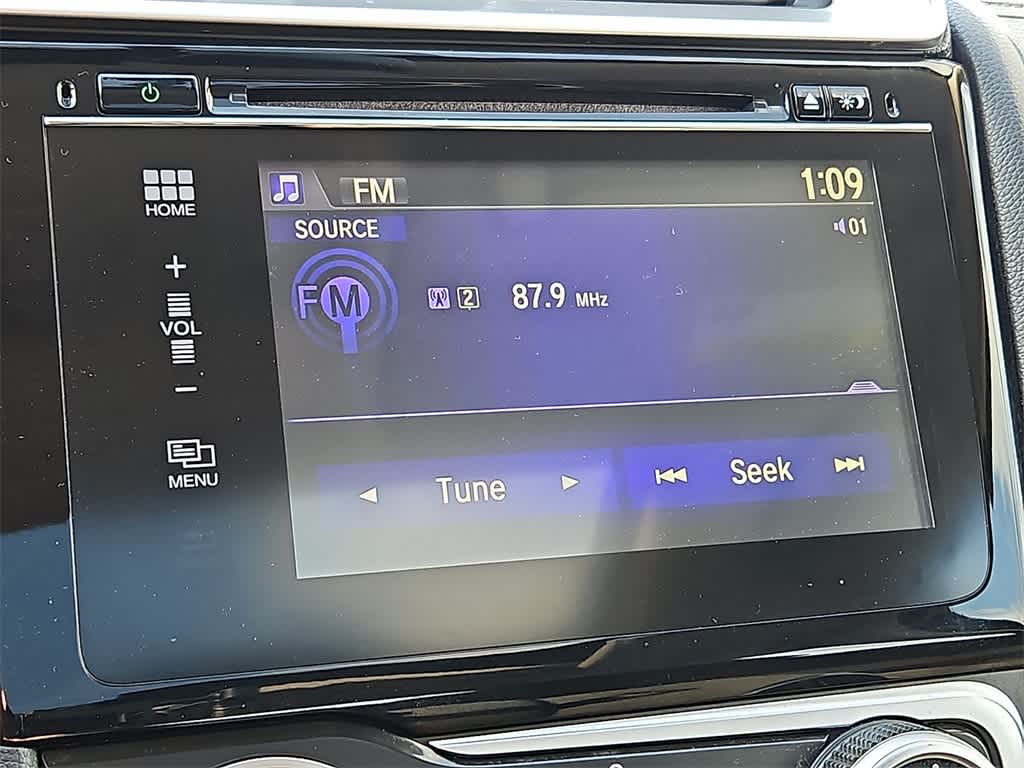 FM 1:09
SOURCE 01
FM 2 87.9 MHz
Tune Seek
HOME
+
VOL
−
MENU